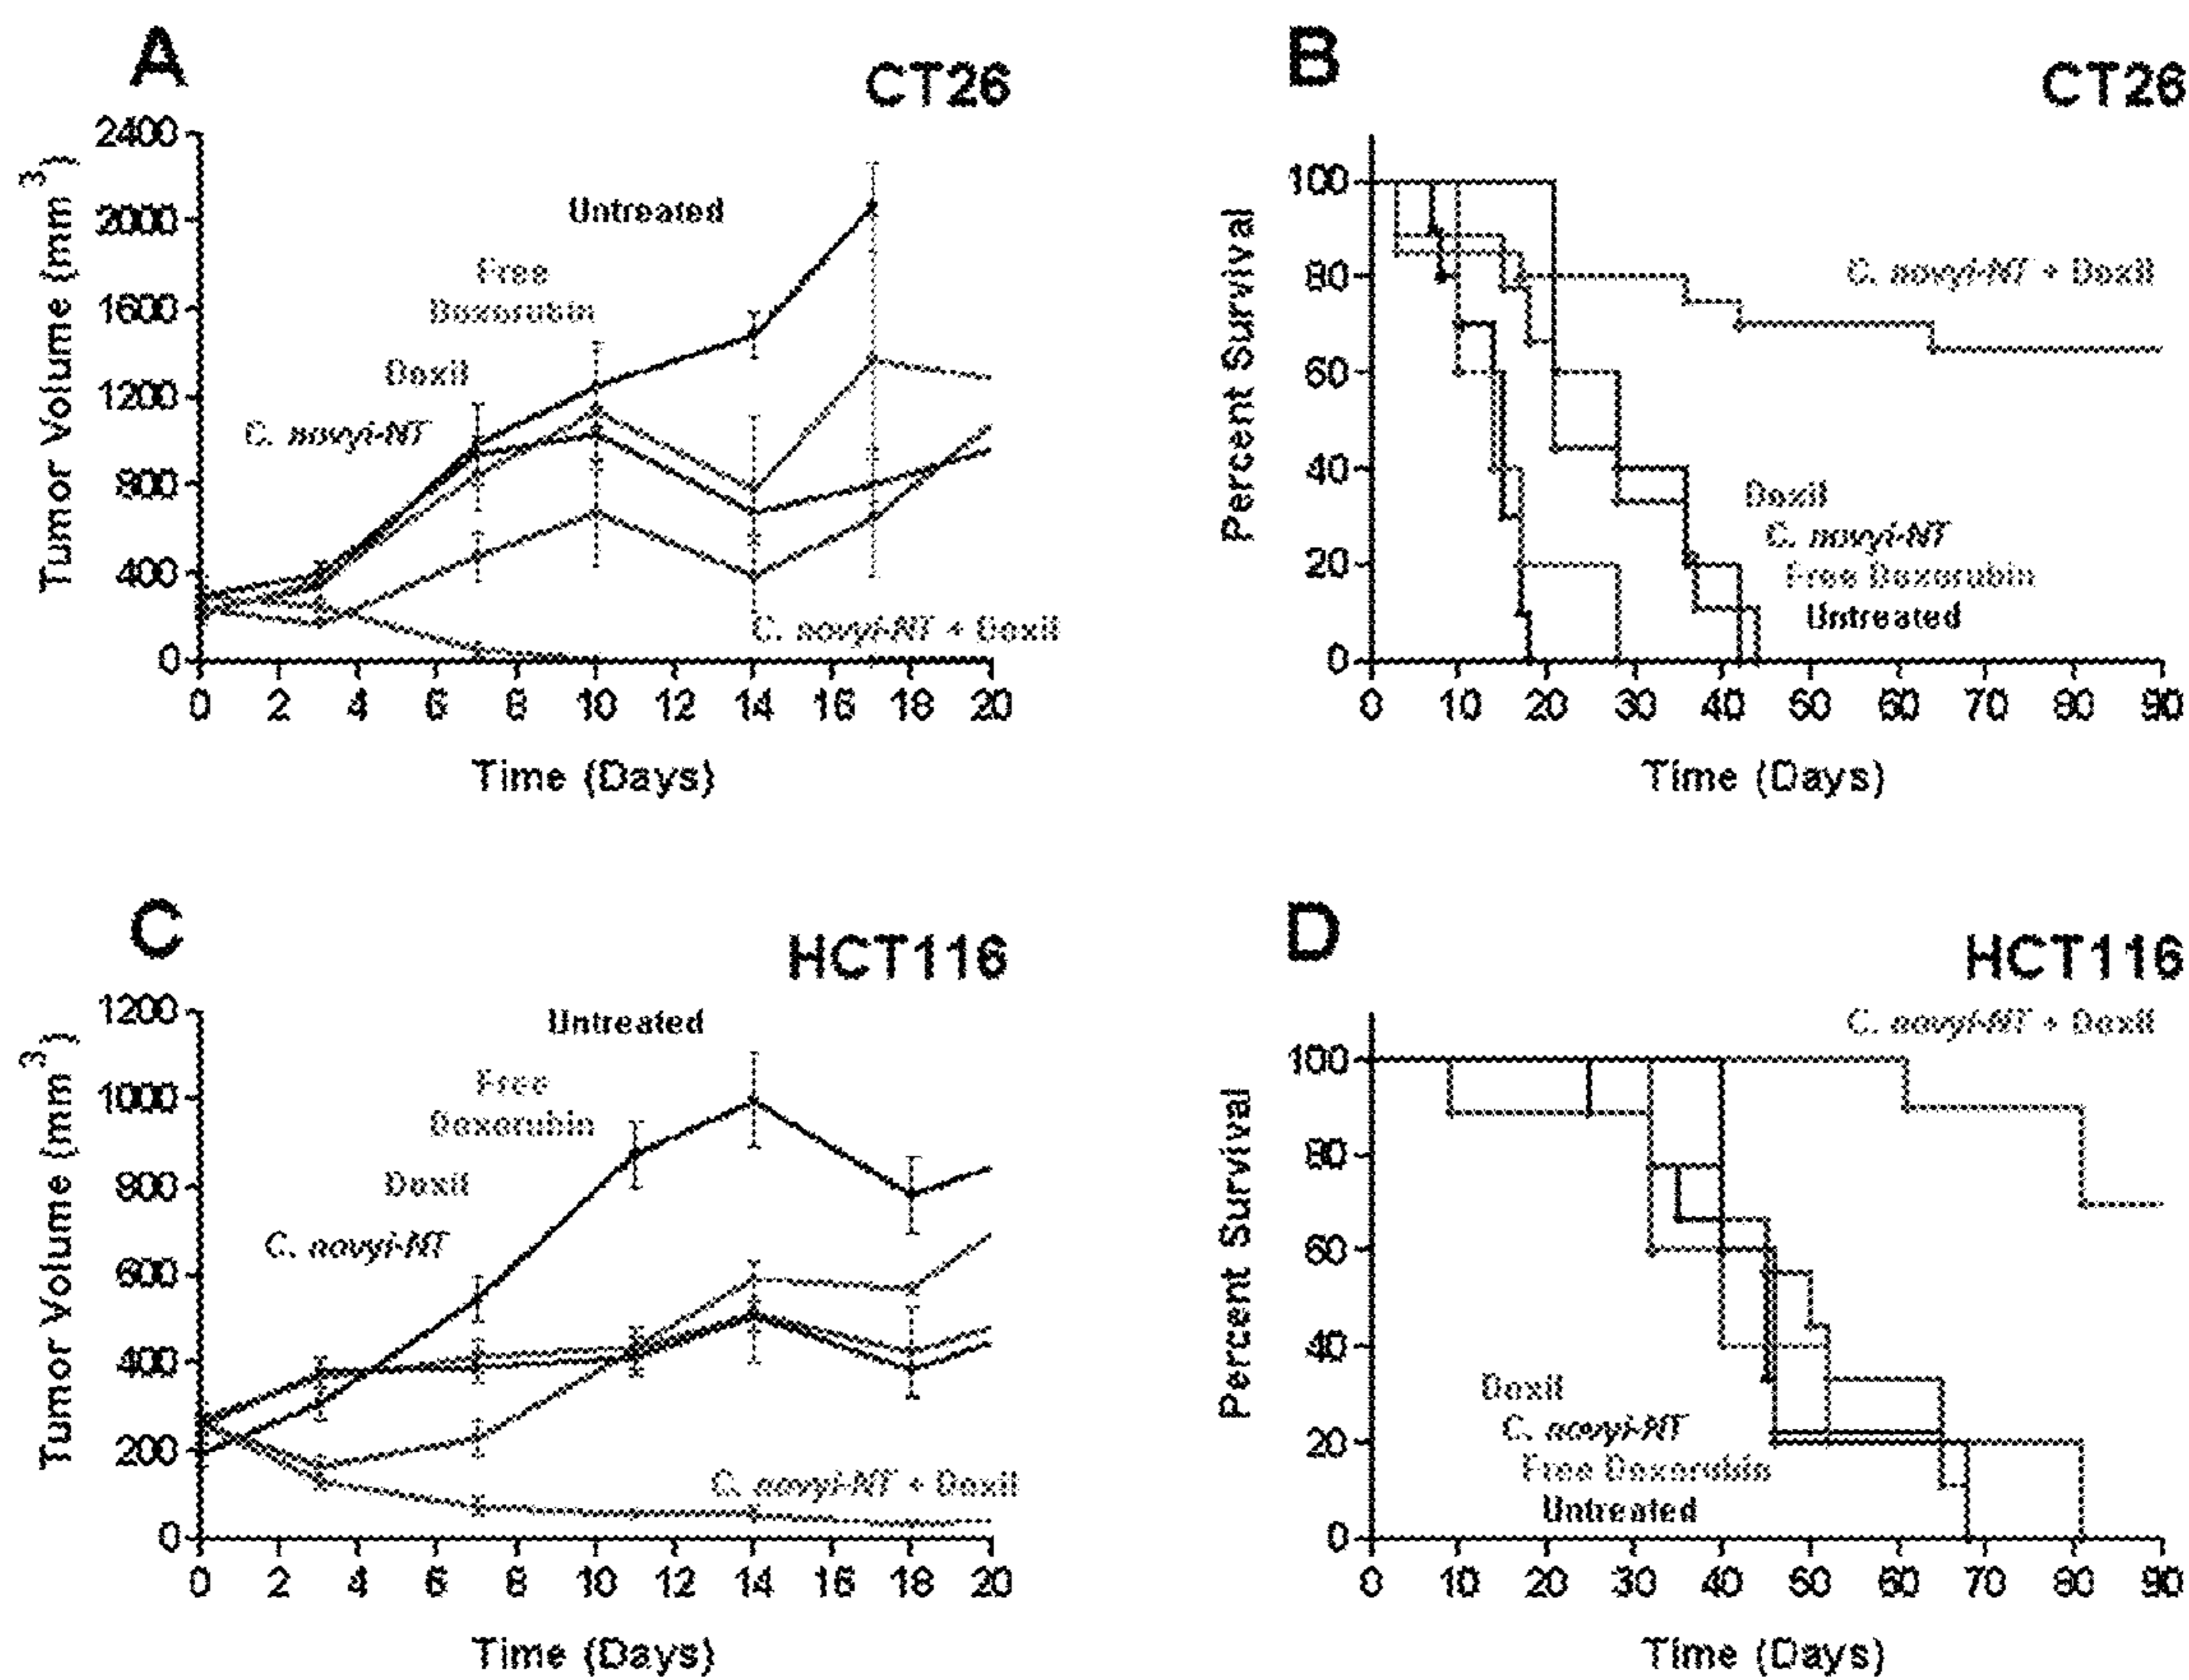 A
CT26
Tumor Volume (mm³)
2400
2000
1600
1200
800
400
0
Untreated
Free
Doxorubin
Doxil
C. novyi-NT
C. novyi-NT + Doxil
0 2 4 6 8 10 12 14 16 18 20
Time (Days)
B
CT26
Percent Survival
100
80
60
40
20
0
C. novyi-NT + Doxil
Doxil
C. novyi-NT
Free Doxorubin
Untreated
0 10 20 30 40 50 60 70 80 90
Time (Days)
C
HCT116
Tumor Volume (mm³)
1200
1000
800
600
400
200
0
Untreated
Free
Doxorubin
Doxil
C. novyi-NT
C. novyi-NT + Doxil
0 2 4 6 8 10 12 14 16 18 20
Time (Days)
D
HCT116
Percent Survival
C. novyi-NT + Doxil
100
80
60
40
20
0
Doxil
C. novyi-NT
Free Doxorubin
Untreated
0 10 20 30 40 50 60 70 80 90
Time (Days)